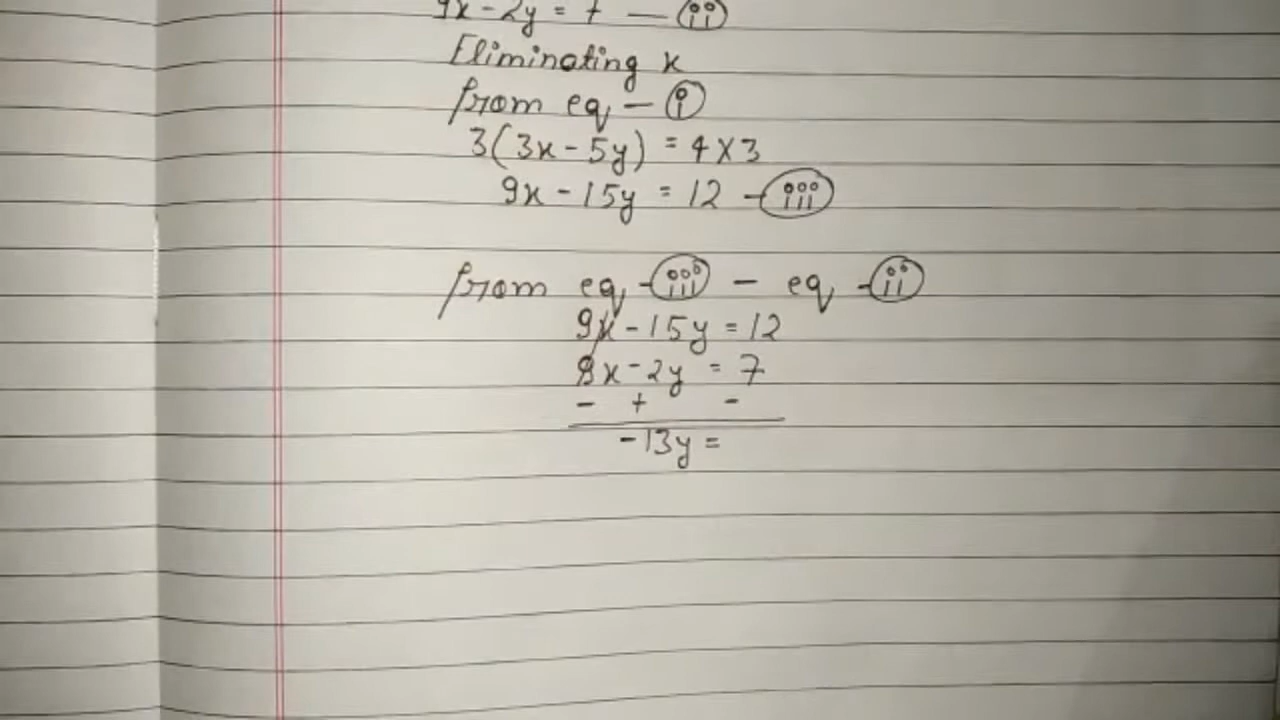 9x - 2y = 7 — (ii)
Eliminating x
from eq - (i)
3(3x - 5y) = 4 x 3
9x - 15y = 12 - (iii)
from eq - (iii) - eq - (ii)
9x - 15y = 12
9x - 2y = 7
- + -
-13y =